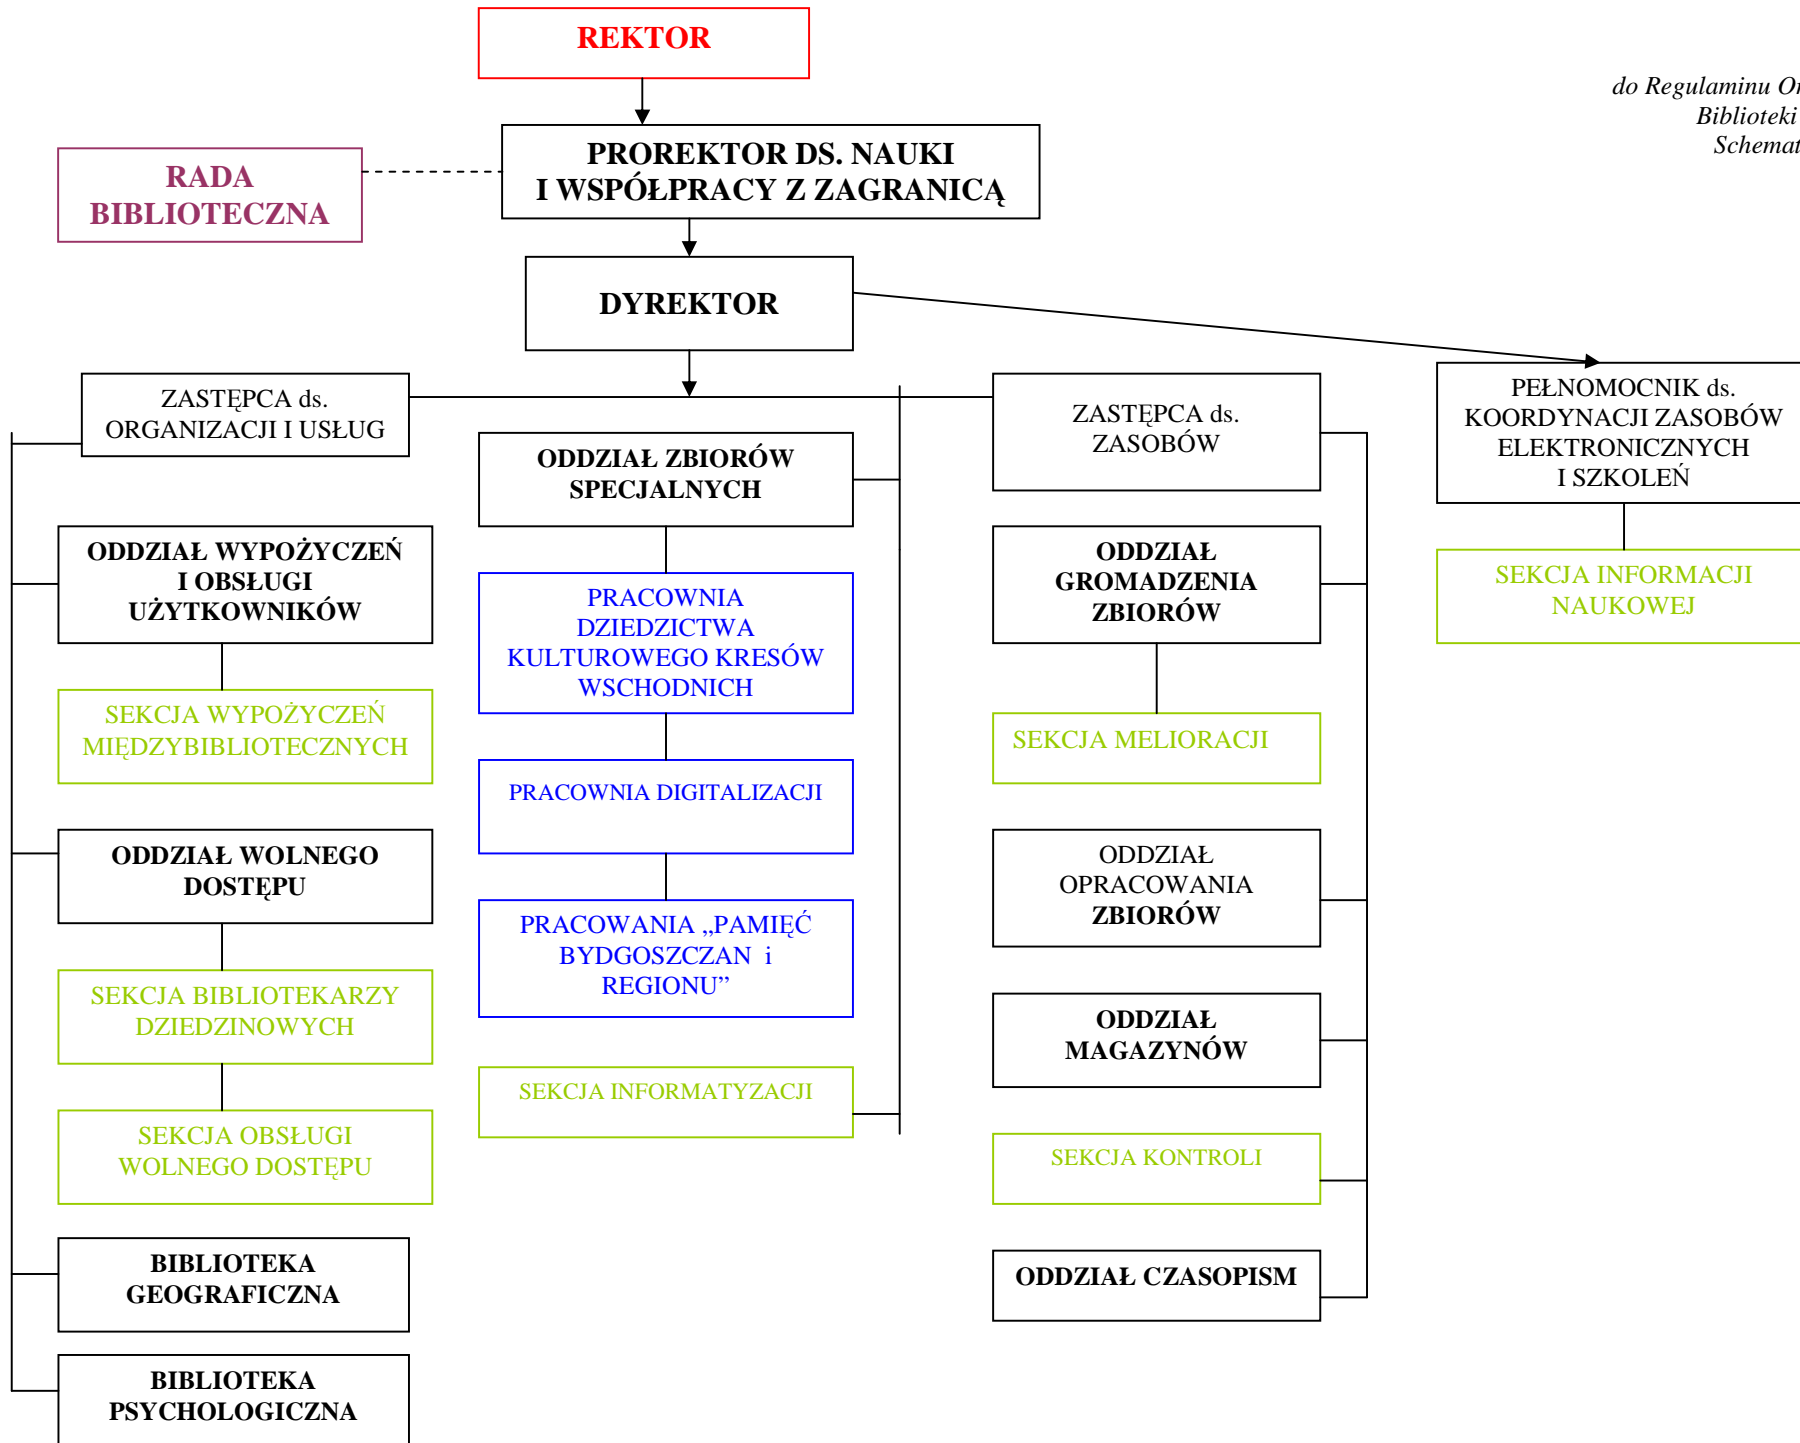 REKTOR
do Regulaminu
Biblioteki
Schemat
PROREKTOR DS. NAUKI
I WSPÓŁPRACY Z ZAGRANICĄ
RADA
BIBLIOTECZNA
DYREKTOR
ZASTĘPCA ds.
ORGANIZACJI I USŁUG
ODDZIAŁ WYPOŻYCZEŃ
I OBSŁUGI
UŻYTKOWNIKÓW
SEKCJA WYPOŻYCZEŃ
MIĘDZYBIBLIOTECZNYCH
ODDZIAŁ WOLNEGO
DOSTĘPU
SEKCJA BIBLIOTEKARZY
DZIEDZINOWYCH
SEKCJA OBSŁUGI
WOLNEGO DOSTĘPU
BIBLIOTEKA
GEOGRAFICZNA
BIBLIOTEKA
PSYCHOLOGICZNA
ODDZIAŁ ZBIORÓW
SPECJALNYCH
PRACOWNIA
DZIEDZICTWA
KULTUROWEGO KRESÓW
WSCHODNICH
PRACOWNIA DIGITALIZACJI
PRACOWANIA „PAMIĘĆ
BYDGOSZCZAN i
REGIONU”
SEKCJA INFORMATYZACJI
ZASTĘPCA ds.
ZASOBÓW
ODDZIAŁ
GROMADZENIA
ZBIORÓW
SEKCJA MELIORACJI
ODDZIAŁ
OPRACOWANIA
ZBIORÓW
ODDZIAŁ
MAGAZYNÓW
SEKCJA KONTROLI
ODDZIAŁ CZASOPISM
PEŁNOMOCNIK ds.
KOORDYNACJI ZASOBÓW
ELEKTRONICZNYCH
I SZKOLEŃ
SEKCJA INFORMACJI
NAUKOWEJ